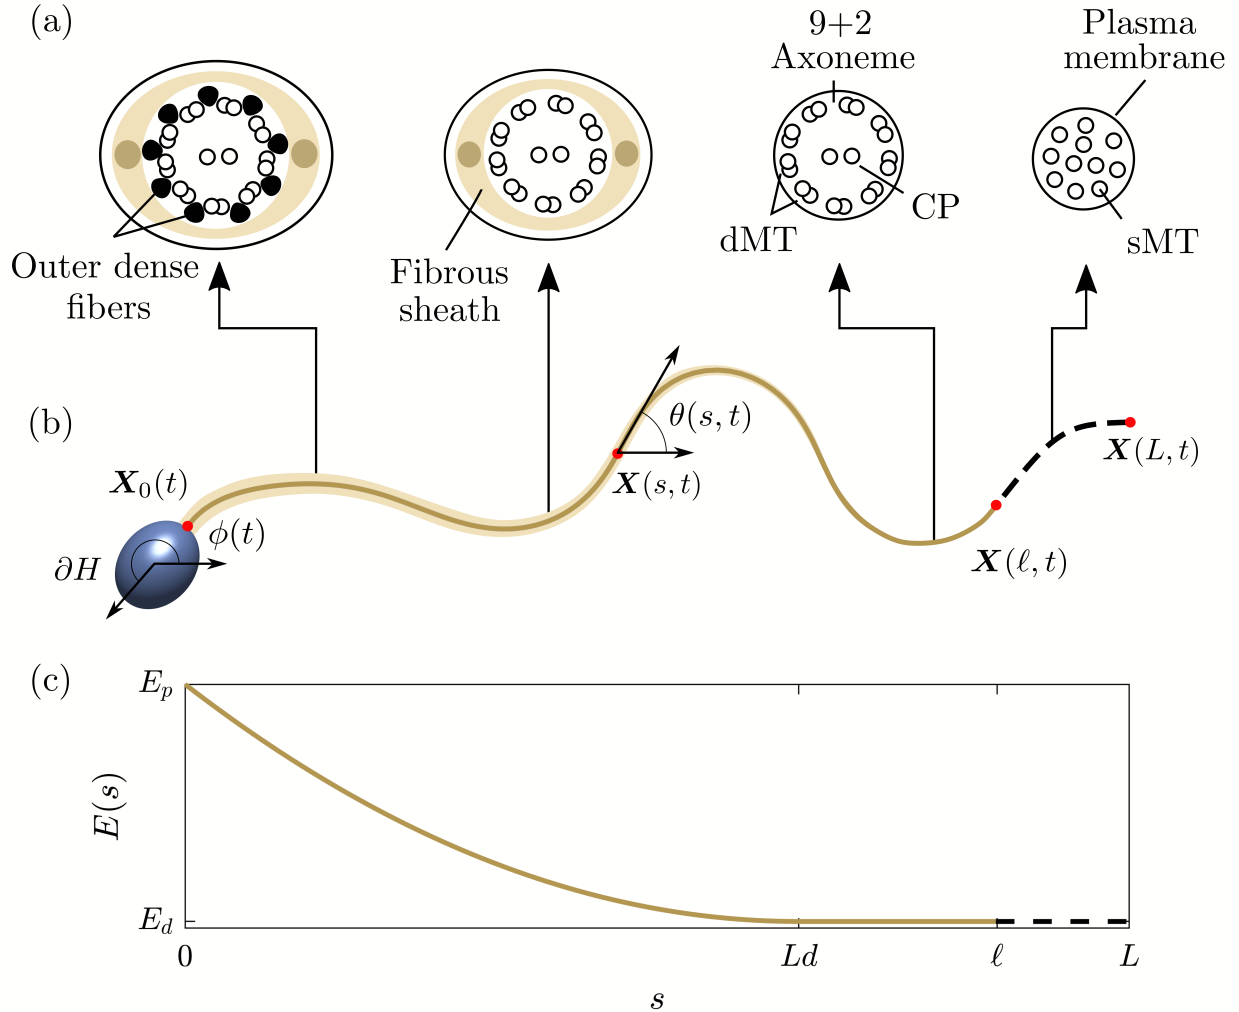 (a)
9+2
Axoneme
Plasma
membrane
CP
dMT
sMT
Outer dense
fibers
Fibrous
sheath
(b)
θ(s, t)
X₀(t)
X(s, t)
X(L, t)
ϕ(t)
∂H
X(ℓ, t)
(c)
Eₚ
E(s)
E_d
0
Ld
ℓ
L
s